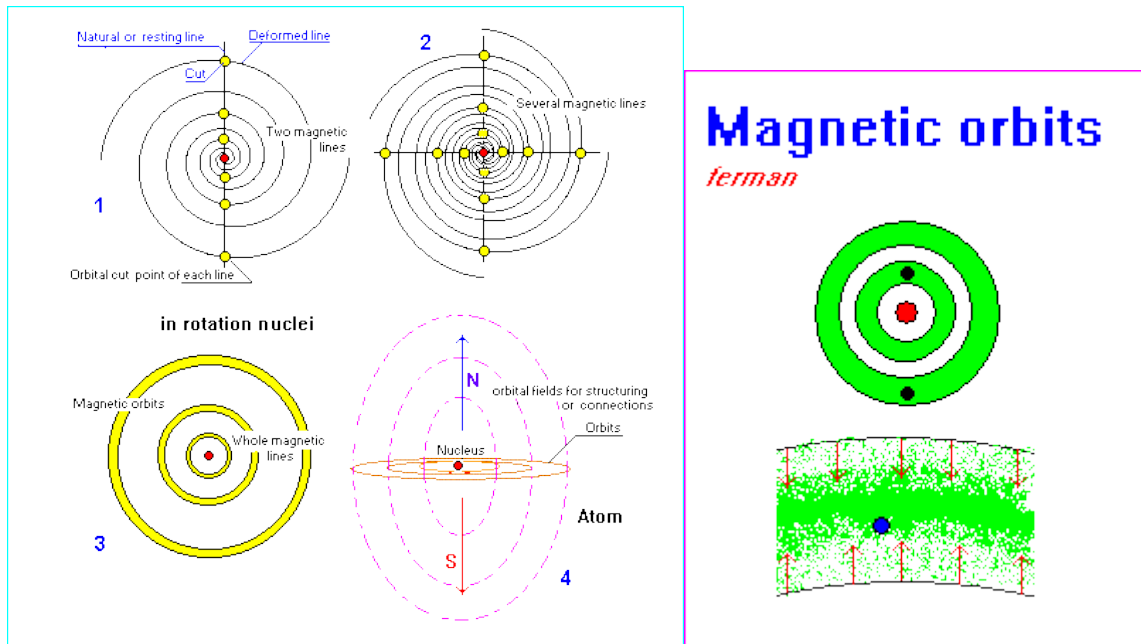 Natural or resting line
Deformed line
Cut
Two magnetic
lines
1
Orbital cut point of each line
2
Several magnetic lines
in rotation nuclei
Magnetic orbits
Whole magnetic
lines
3
N
orbital fields for structuring
or connections
Orbits
Nucleus
Atom
S
4
Magnetic orbits
ferman